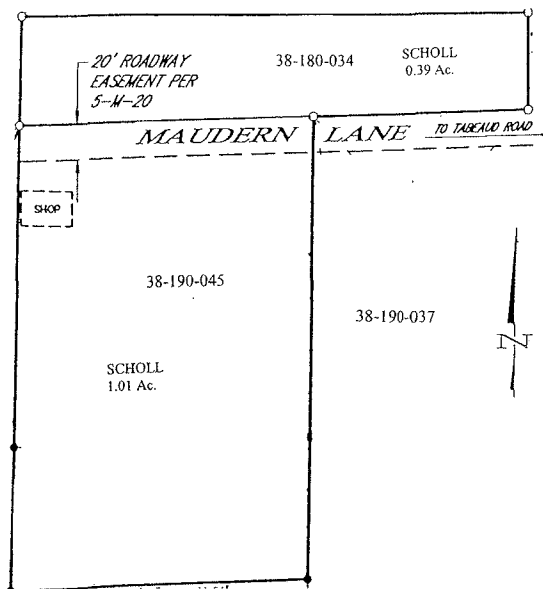 20' ROADWAY
EASEMENT PER
5-M-20
38-180-034
SCHOLL
0.39 Ac.
MAUDERN LANE
TO TABEAUD ROAD
SHOP
38-190-045
38-190-037
N
SCHOLL
1.01 Ac.